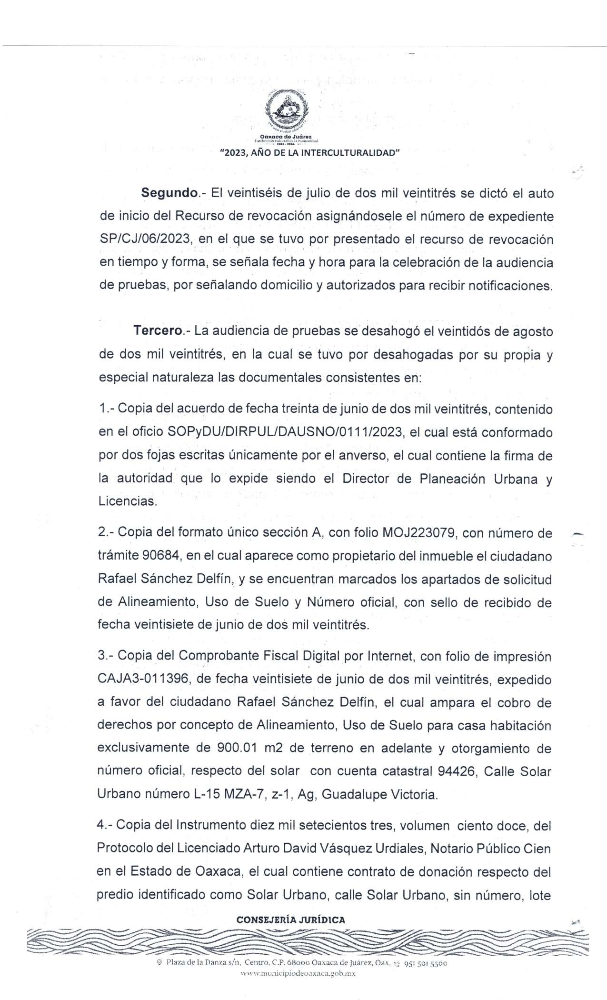 Oaxaca de Juárez
Patrimonio cultural de la humanidad
2022 - 2024
"2023, AÑO DE LA INTERCULTURALIDAD"
Segundo.- El veintiséis de julio de dos mil veintitrés se dictó el auto
de inicio del Recurso de revocación asignándosele el número de expediente
SP/CJ/06/2023, en el que se tuvo por presentado el recurso de revocación
en tiempo y forma, se señala fecha y hora para la celebración de la audiencia
de pruebas, por señalando domicilio y autorizados para recibir notificaciones.
Tercero.- La audiencia de pruebas se desahogó el veintidós de agosto
de dos mil veintitrés, en la cual se tuvo por desahogadas por su propia y
especial naturaleza las documentales consistentes en:
1.- Copia del acuerdo de fecha treinta de junio de dos mil veintitrés, contenido
en el oficio SOPyDU/DIRPUL/DAUSNO/0111/2023, el cual está conformado
por dos fojas escritas únicamente por el anverso, el cual contiene la firma de
la autoridad que lo expide siendo el Director de Planeación Urbana y
Licencias.
2.- Copia del formato único sección A, con folio MOJ223079, con número de
trámite 90684, en el cual aparece como propietario del inmueble el ciudadano
Rafael Sánchez Delfín, y se encuentran marcados los apartados de solicitud
de Alineamiento, Uso de Suelo y Número oficial, con sello de recibido de
fecha veintisiete de junio de dos mil veintitrés.
3.- Copia del Comprobante Fiscal Digital por Internet, con folio de impresión
CAJA3-011396, de fecha veintisiete de junio de dos mil veintitrés, expedido
a favor del ciudadano Rafael Sánchez Delfín, el cual ampara el cobro de
derechos por concepto de Alineamiento, Uso de Suelo para casa habitación
exclusivamente de 900.01 m2 de terreno en adelante y otorgamiento de
número oficial, respecto del solar con cuenta catastral 94426, Calle Solar
Urbano número L-15 MZA-7, z-1, Ag, Guadalupe Victoria.
4.- Copia del Instrumento diez mil setecientos tres, volumen ciento doce, del
Protocolo del Licenciado Arturo David Vásquez Urdiales, Notario Público Cien
en el Estado de Oaxaca, el cual contiene contrato de donación respecto del
predio identificado como Solar Urbano, calle Solar Urbano, sin número, lote
CONSEJERÍA JURÍDICA
Plaza de la Danza s/n, Centro, C.P. 68000 Oaxaca de Juárez, Oax. 951 501 5500
www.municipiodeoaxaca.gob.mx